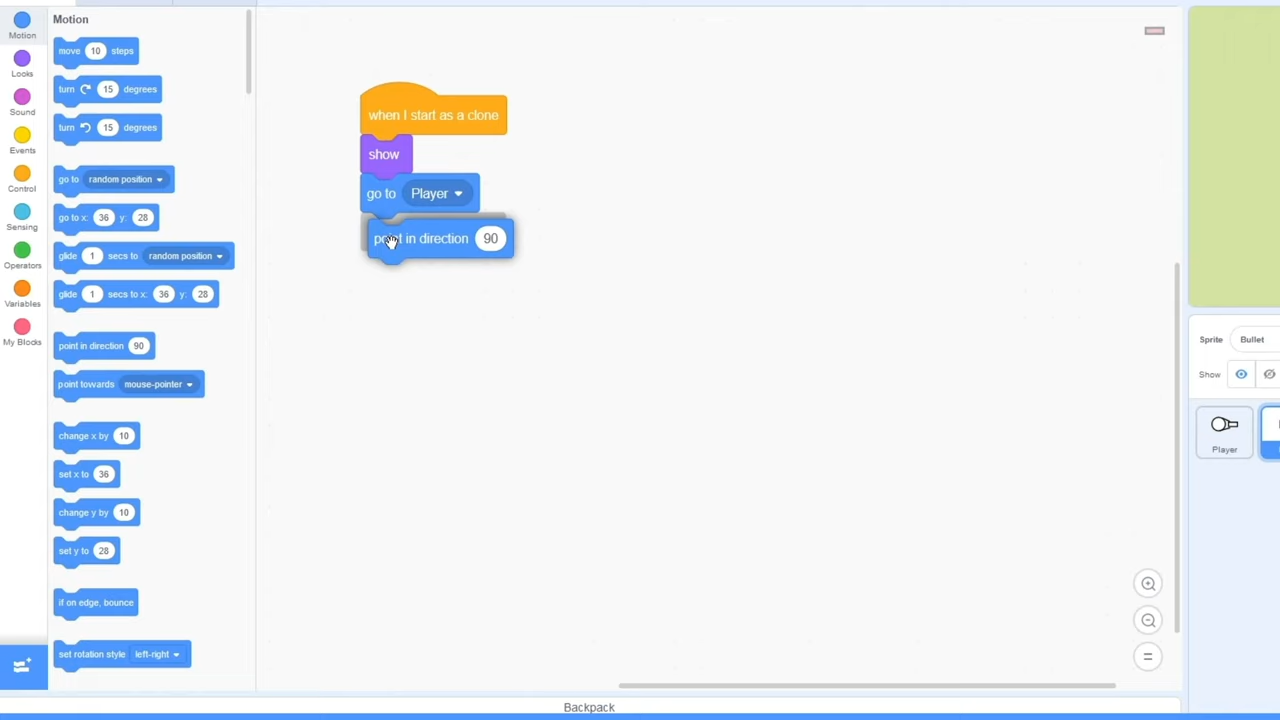 Motion
Looks
Sound
Events
Control
Sensing
Operators
Variables
My Blocks
Motion
move 10 steps
turn 15 degrees
turn 15 degrees
go to random position
go to x: 36 y: 28
glide 1 secs to random position
glide 1 secs to x: 36 y: 28
point in direction 90
point towards mouse-pointer
change x by 10
set x to 36
change y by 10
set y to 28
if on edge, bounce
set rotation style left-right
when I start as a clone
show
go to Player
point in direction 90
Sprite Bullet
Show
Player
Backpack